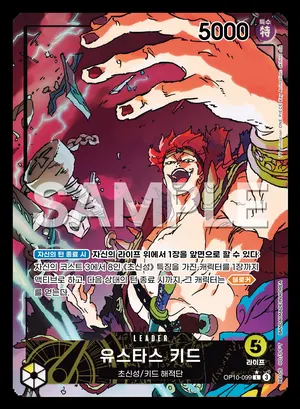 5000
특수
特
SAMPLE
자신의 턴 종료 시 자신의 라이프 위에서 1장을 앞면으로 할 수 있다:
자신의 코스트 3에서 8인, 《초신성》 특징을 가진 캐릭터를 1장까지
액티브로 하고, 다음 상대의 턴 종료 시까지, 그 캐릭터는 블로커
를 얻는다.
LEADER
유스타스 키드
초신성/키드 해적단
5
라이프
OP10-099 L 3